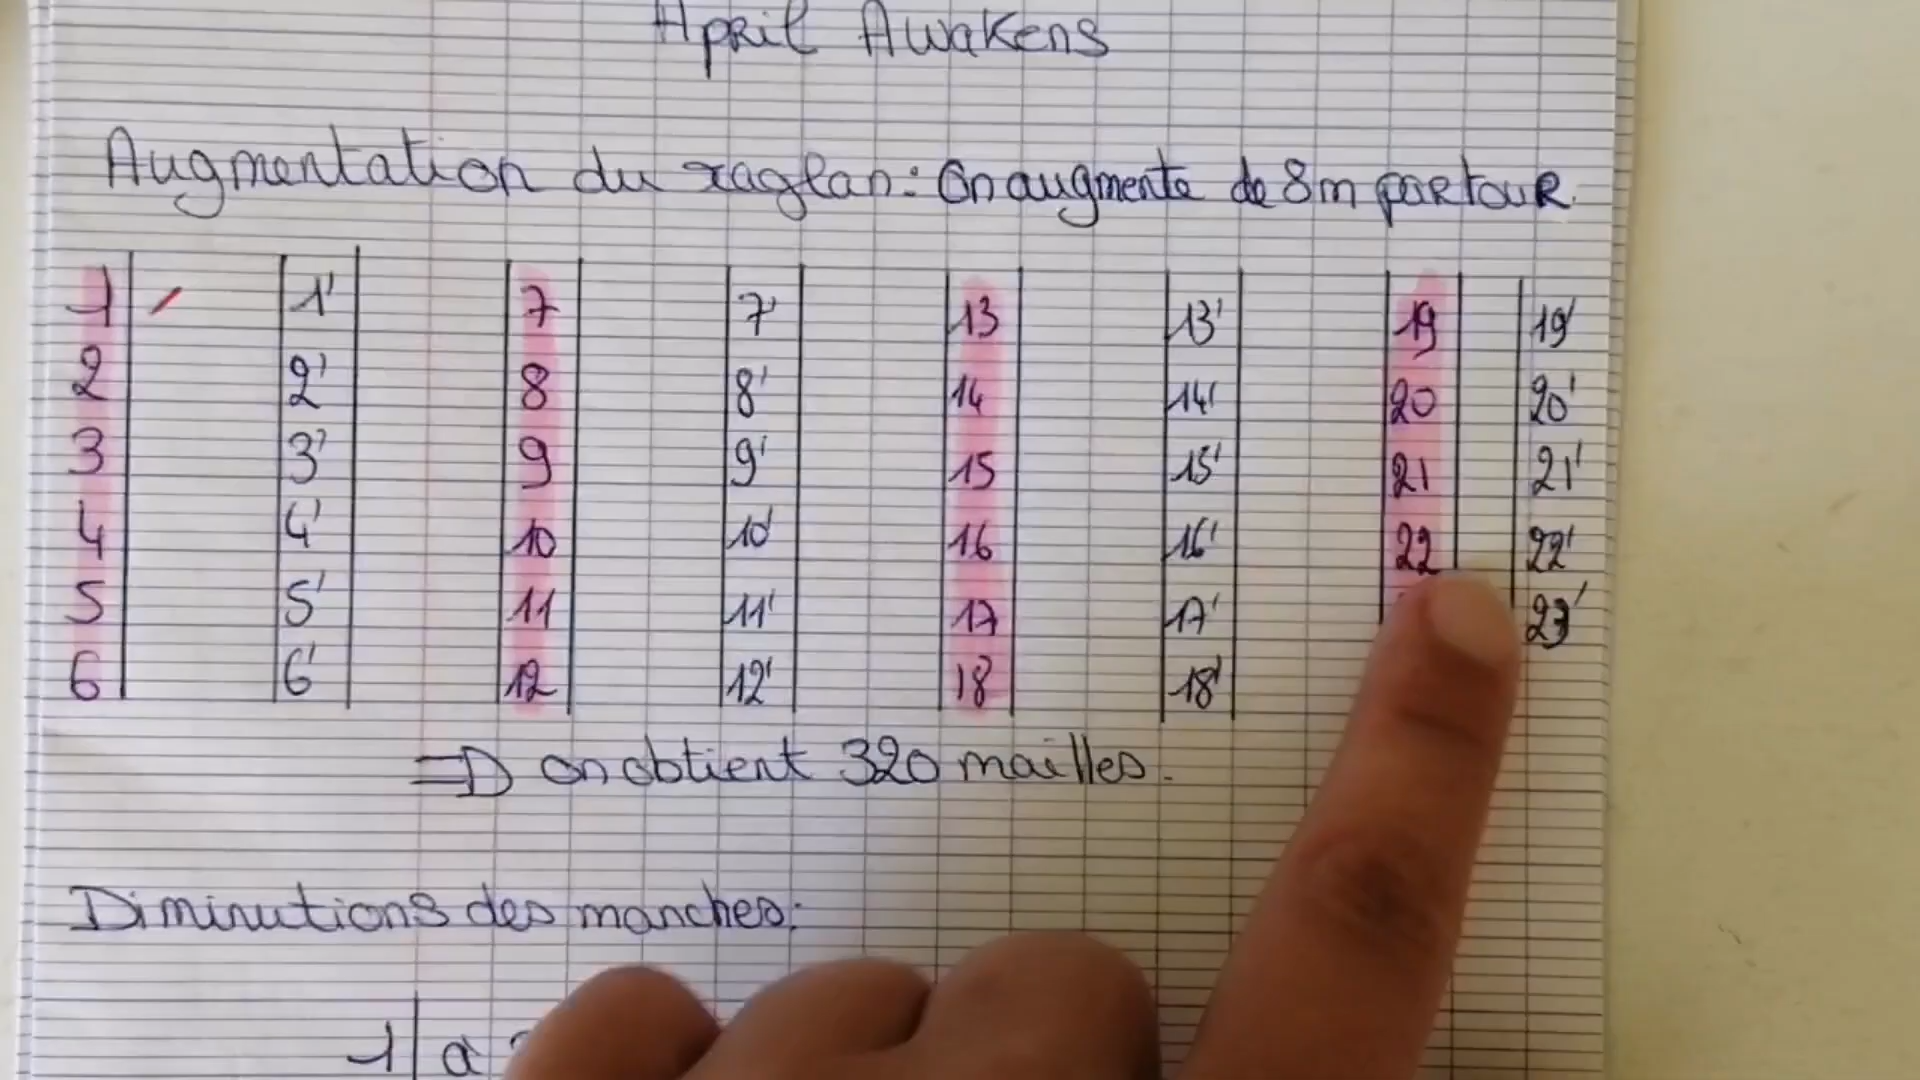 April Awakens
Augmentation du raglan : On augmente de 8m par tour.
1 1' 7 7' 13 13' 19 19'
2 2' 8 8' 14 14' 20 20'
3 3' 9 9' 15 15' 21 21'
4 4' 10 10' 16 16' 22 22'
5 5' 11 11' 17 17' 23'
6 6' 12 12' 18 18'
=D on obtient 320 mailles.
Diminutions des manches :
1 a